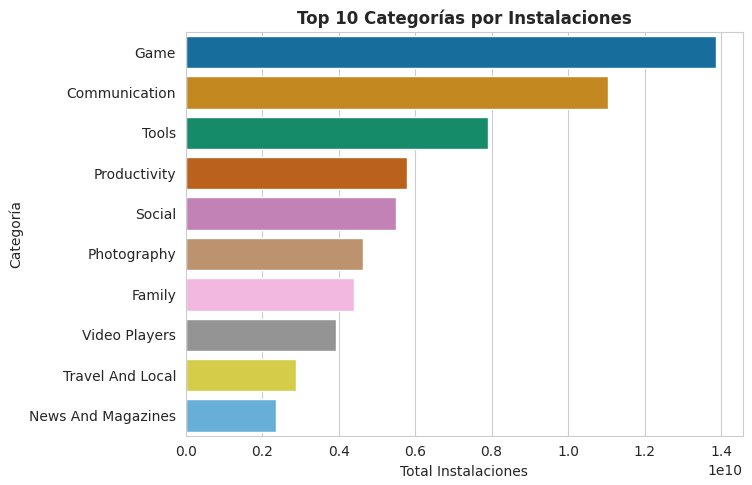 Top 10 Categorías por Instalaciones
Game
Communication
Tools
Productivity
Social
Photography
Family
Video Players
Travel And Local
News And Magazines
Categoría
0.0 0.2 0.4 0.6 0.8 1.0 1.2 1.4
1e10
Total Instalaciones